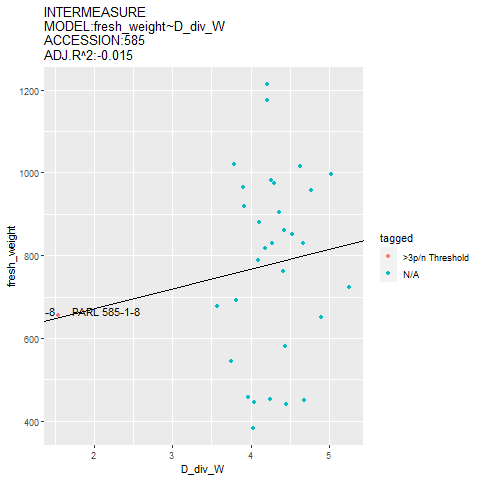 INTERMEASURE
MODEL:fresh_weight~D_div_W
ACCESSION:585
ADJ.R^2:-0.015
1200
1000
800
600
400
fresh_weight
-8
PARL 585-1-8
2
3
4
5
D_div_W
tagged
>3p/n Threshold
N/A